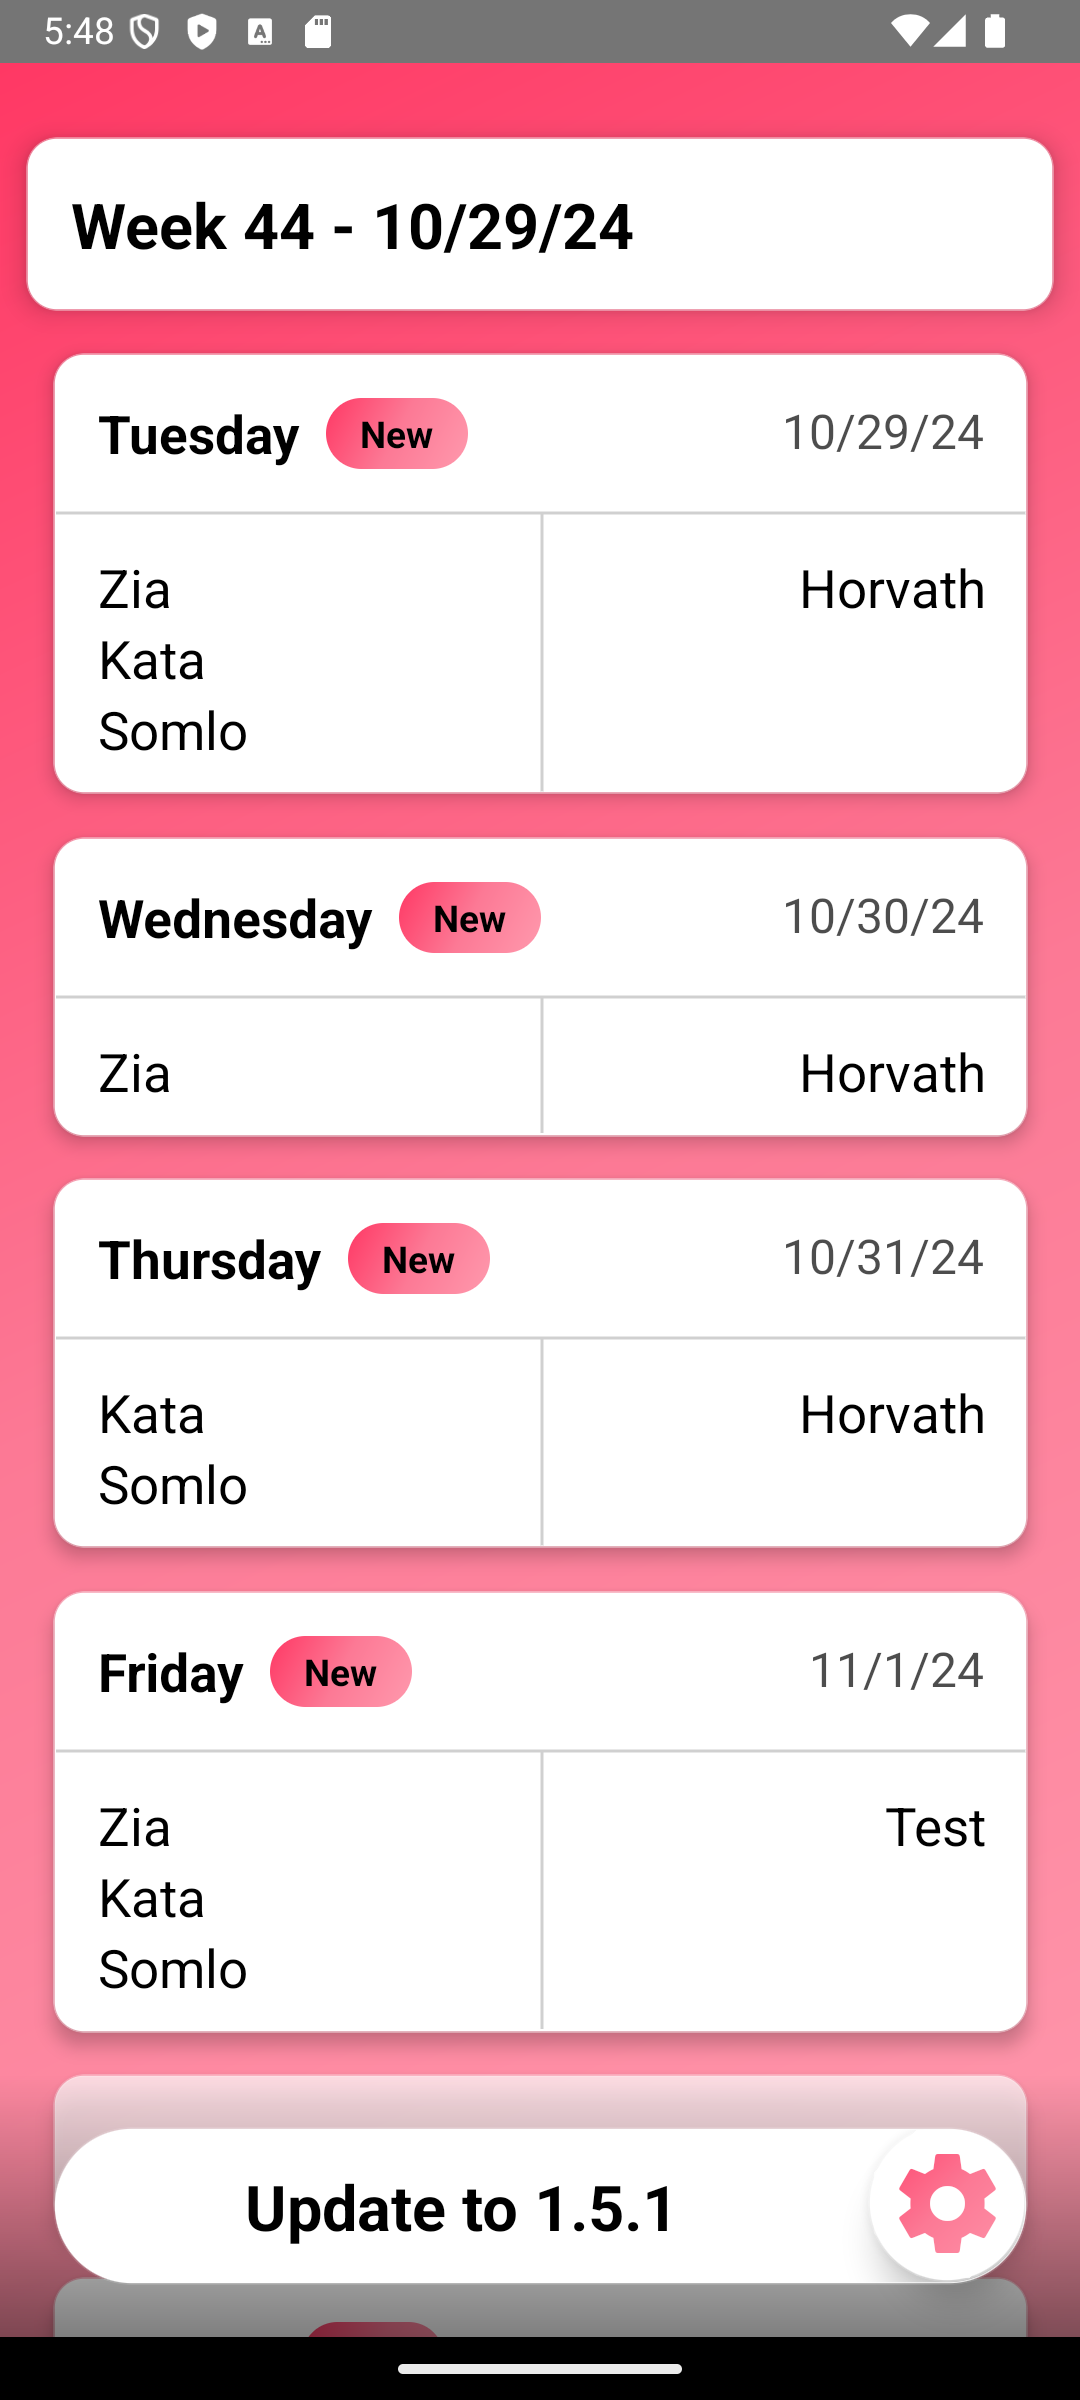 5:48
Week 44 - 10/29/24
Tuesday New 10/29/24
Zia Horvath
Kata
Somlo
Wednesday New 10/30/24
Zia Horvath
Thursday New 10/31/24
Kata Horvath
Somlo
Friday New 11/1/24
Zia Test
Kata
Somlo
Update to 1.5.1